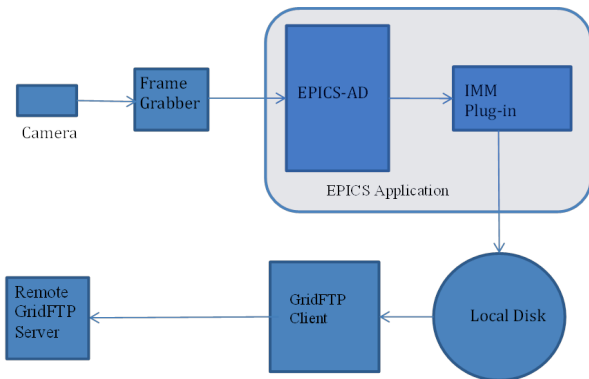 Camera
Frame
Grabber
EPICS-AD
IMM
Plug-in
EPICS Application
Local Disk
GridFTP
Client
Remote
GridFTP
Server